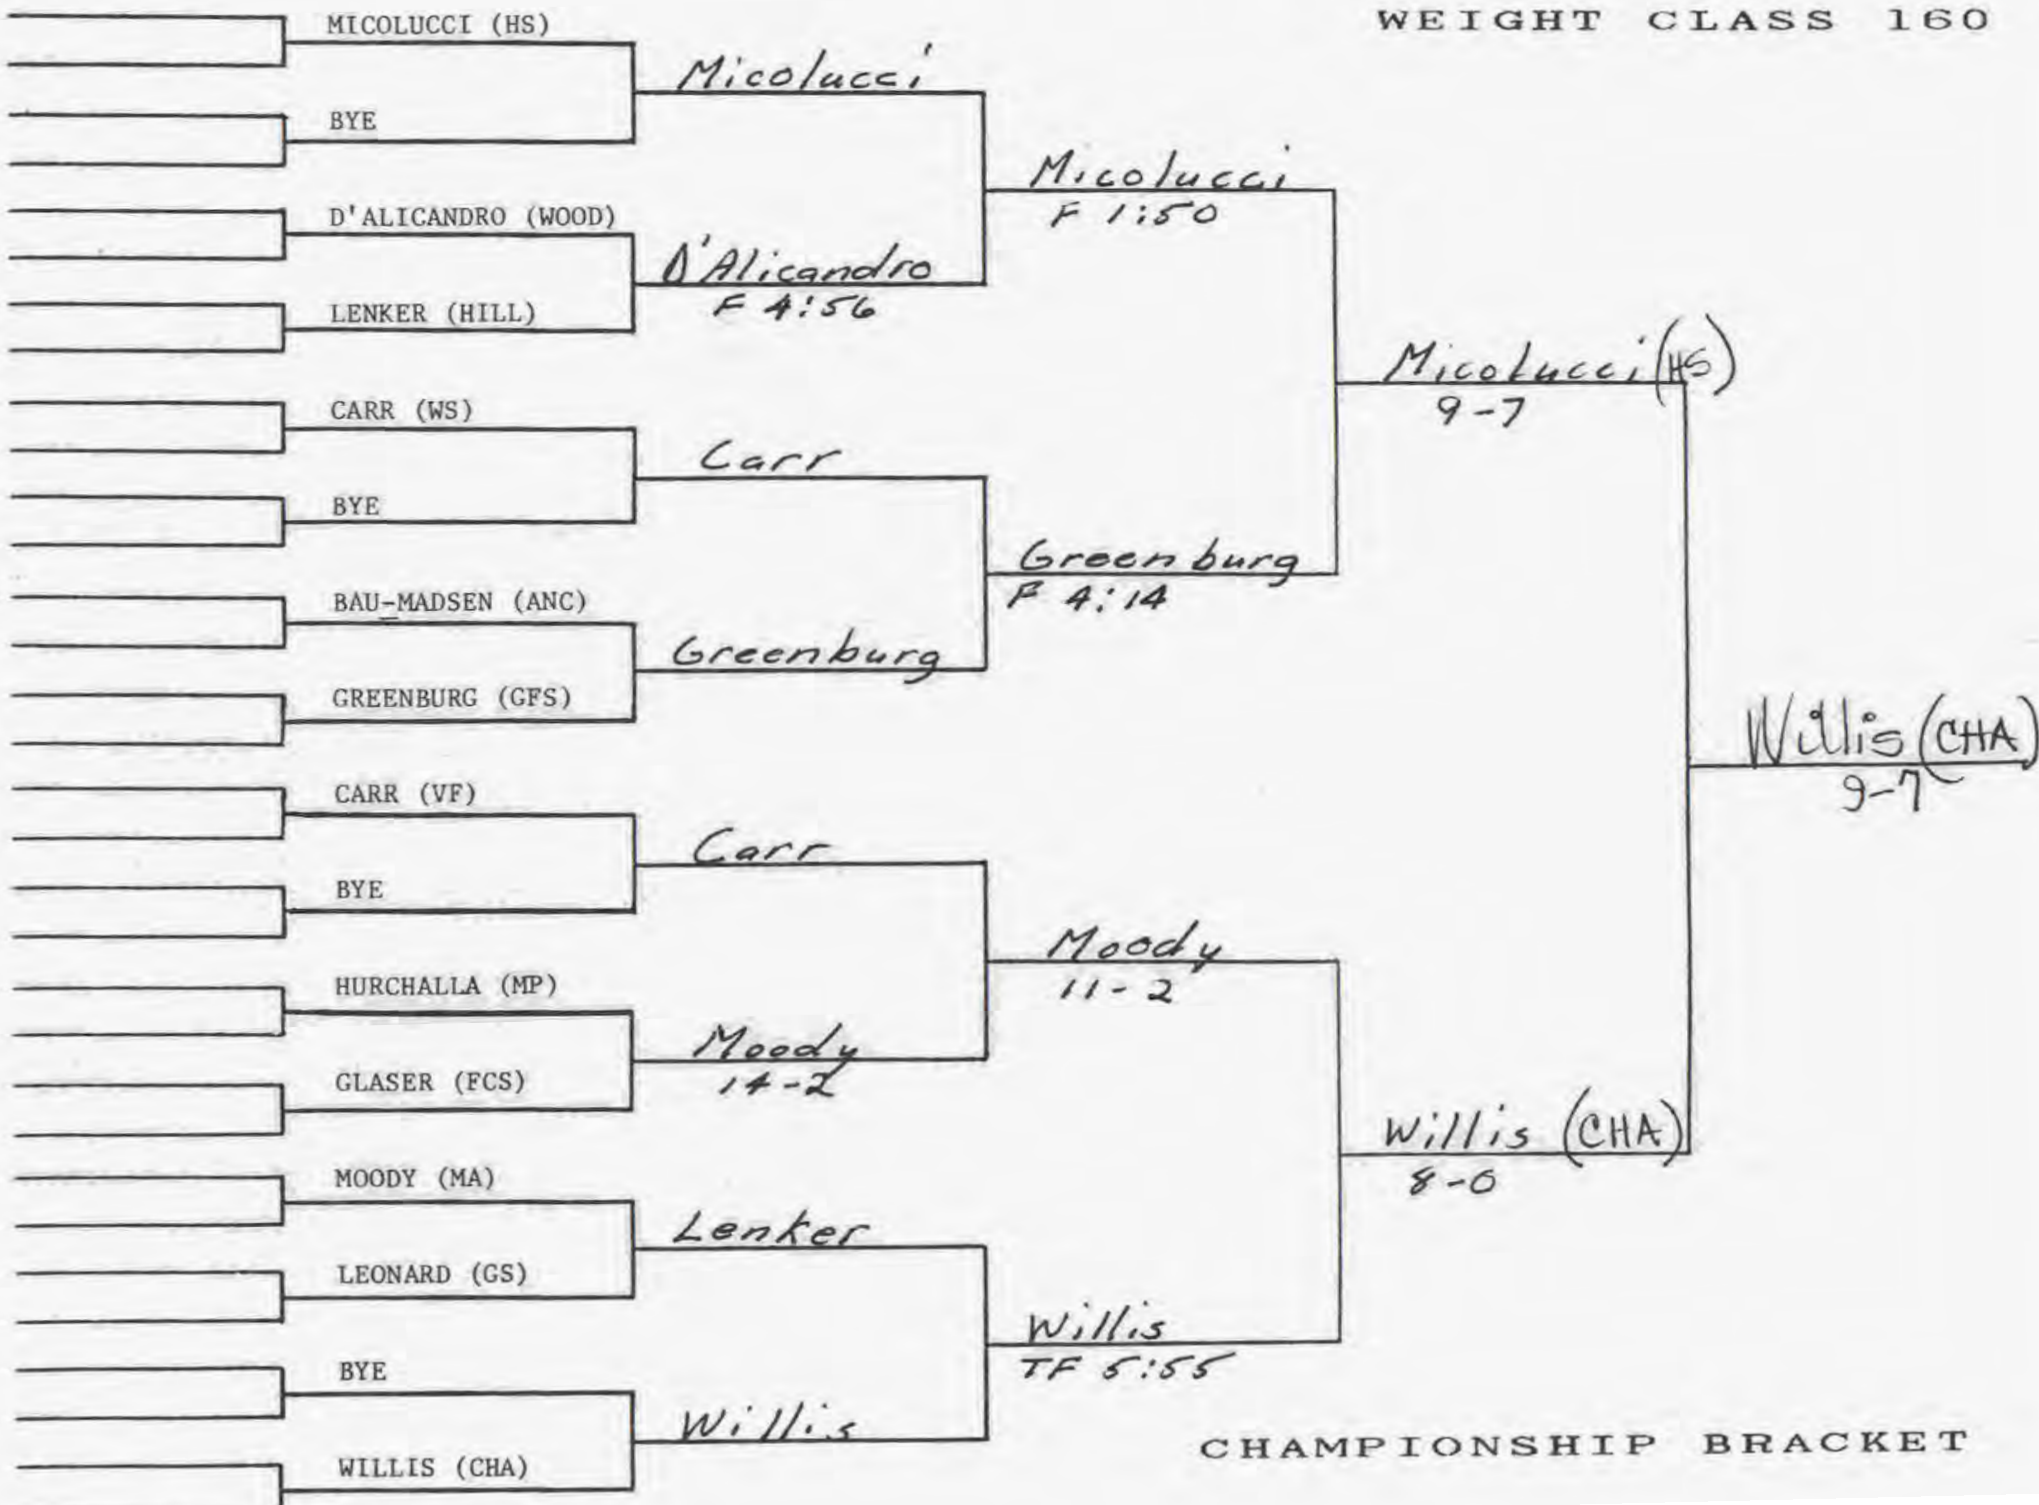 WEIGHT CLASS 160
MICOLUCCI (HS)
BYE
D'ALICANDRO (WOOD)
LENKER (HILL)
CARR (WS)
BYE
BAU-MADSEN (ANC)
GREENBURG (GFS)
CARR (VF)
BYE
HURCHALLA (MP)
GLASER (FCS)
MOODY (MA)
LEONARD (GS)
BYE
WILLIS (CHA)
Micolucci
D'Alicandro
F 4:56
Carr
Greenburg
Carr
Moody
14-2
Lenker
Willis
Micolucci
F 1:50
Greenburg
F 4:14
Moody
11-2
Willis
TF 5:55
Micolucci (HS)
9-7
Willis (CHA)
8-0
Willis (CHA)
9-7
CHAMPIONSHIP BRACKET